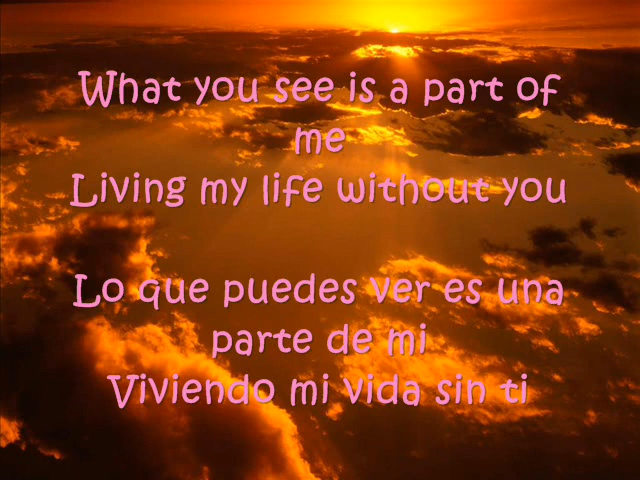 What you see is a part of
me
Living my life without you
Lo que puedes ver es una
parte de mi
Viviendo mi vida sin ti